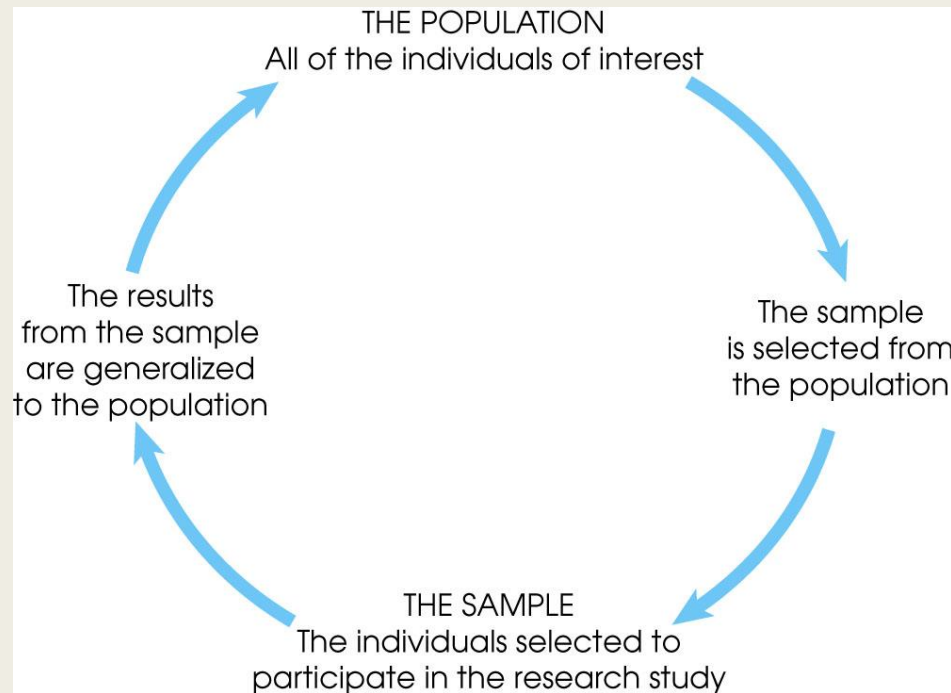 THE POPULATION
All of the individuals of interest
The sample
is selected from
the population
THE SAMPLE
The individuals selected to
participate in the research study
The results
from the sample
are generalized
to the population